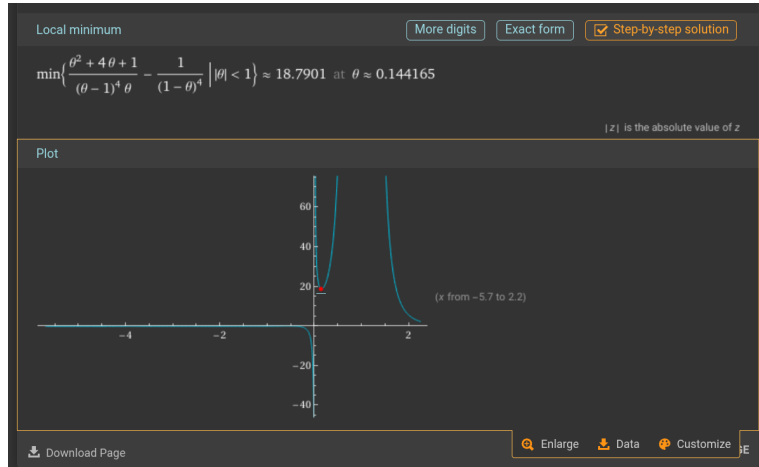 Local minimum More digits Exact form Step-by-step solution
min{(θ² + 4 θ + 1)/((θ − 1)⁴ θ) − 1/(1 − θ)⁴ | |θ| < 1} ≈ 18.7901 at θ ≈ 0.144165
|z| is the absolute value of z
Plot
60
40
20
(x from −5.7 to 2.2)
−4 −2 2
−20
−40
Enlarge Data Customize
Download Page